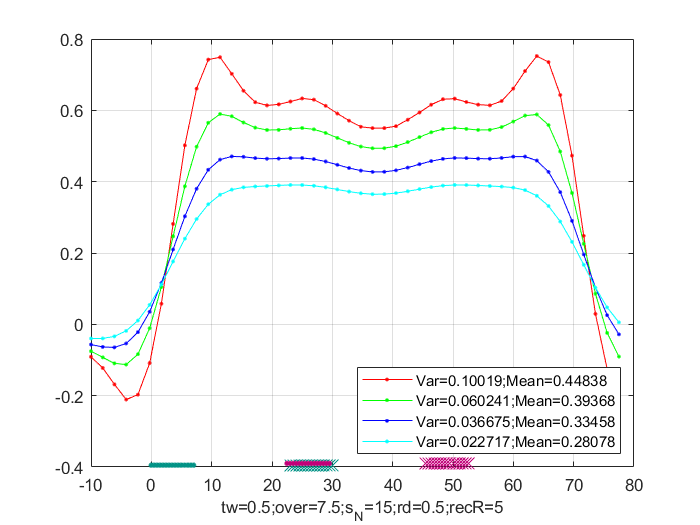 0.8
0.6
0.4
0.2
0
-0.2
-0.4
Var=0.10019;Mean=0.44838
Var=0.060241;Mean=0.39368
Var=0.036675;Mean=0.33458
Var=0.022717;Mean=0.28078
-10 0 10 20 30 40 50 60 70 80
tw=0.5;over=7.5;s_N=15;rd=0.5;recR=5